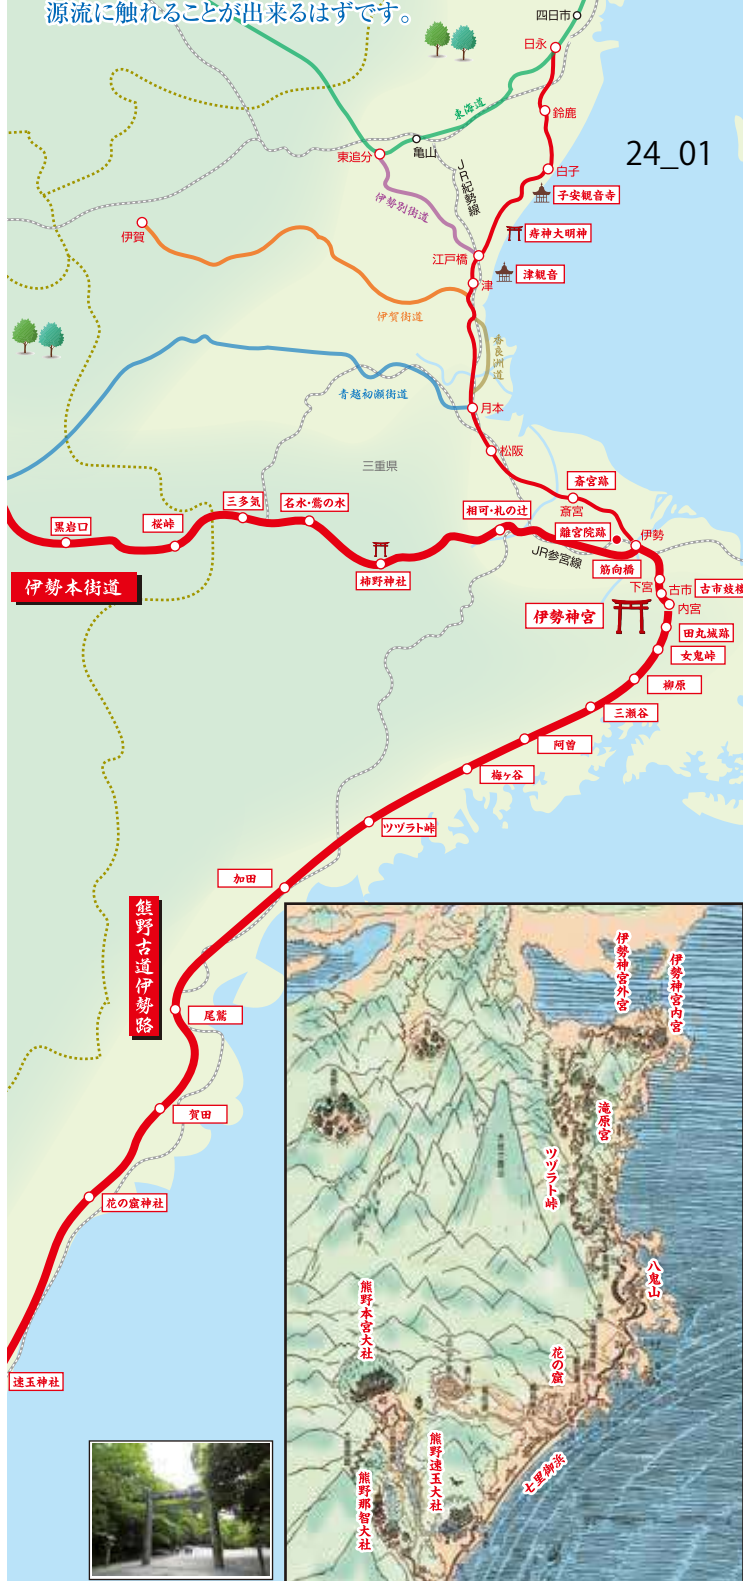 源流に触れることが出来るはずです。
四日市
日永
東海道
鈴鹿
24_01
亀山
東追分
JR紀勢線
白子
子安観音寺
伊勢別街道
伊賀
江戸橋
津観音
津
伊賀街道
香良洲道
青越初瀬街道
月本
松阪
三重県
斎宮跡
斎宮
三多気
名水・鶯の水
相可・札の辻
黒岩口
桜峠
離宮院跡
伊勢
JR参宮線
筋向橋
柿野神社
伊勢本街道
下宮
古市
内宮
伊勢神宮
田丸城跡
女鬼峠
柳原
三瀬谷
阿曽
梅ヶ谷
ツヅラト峠
加田
熊野古道伊勢路
尾鷲
賀田
花の窟神社
速玉神社
伊勢神宮外宮
伊勢神宮内宮
滝原宮
ツヅラト峠
八鬼山
熊野本宮大社
花の窟
熊野速玉大社
熊野那智大社
七里御浜